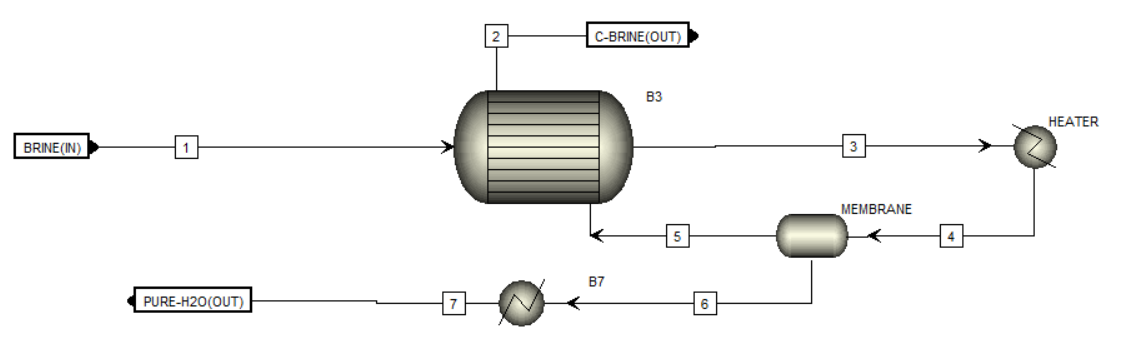 2
C-BRINE(OUT)
B3
HEATER
BRINE(IN)
1
3
MEMBRANE
5
4
B7
PURE-H2O(OUT)
7
6